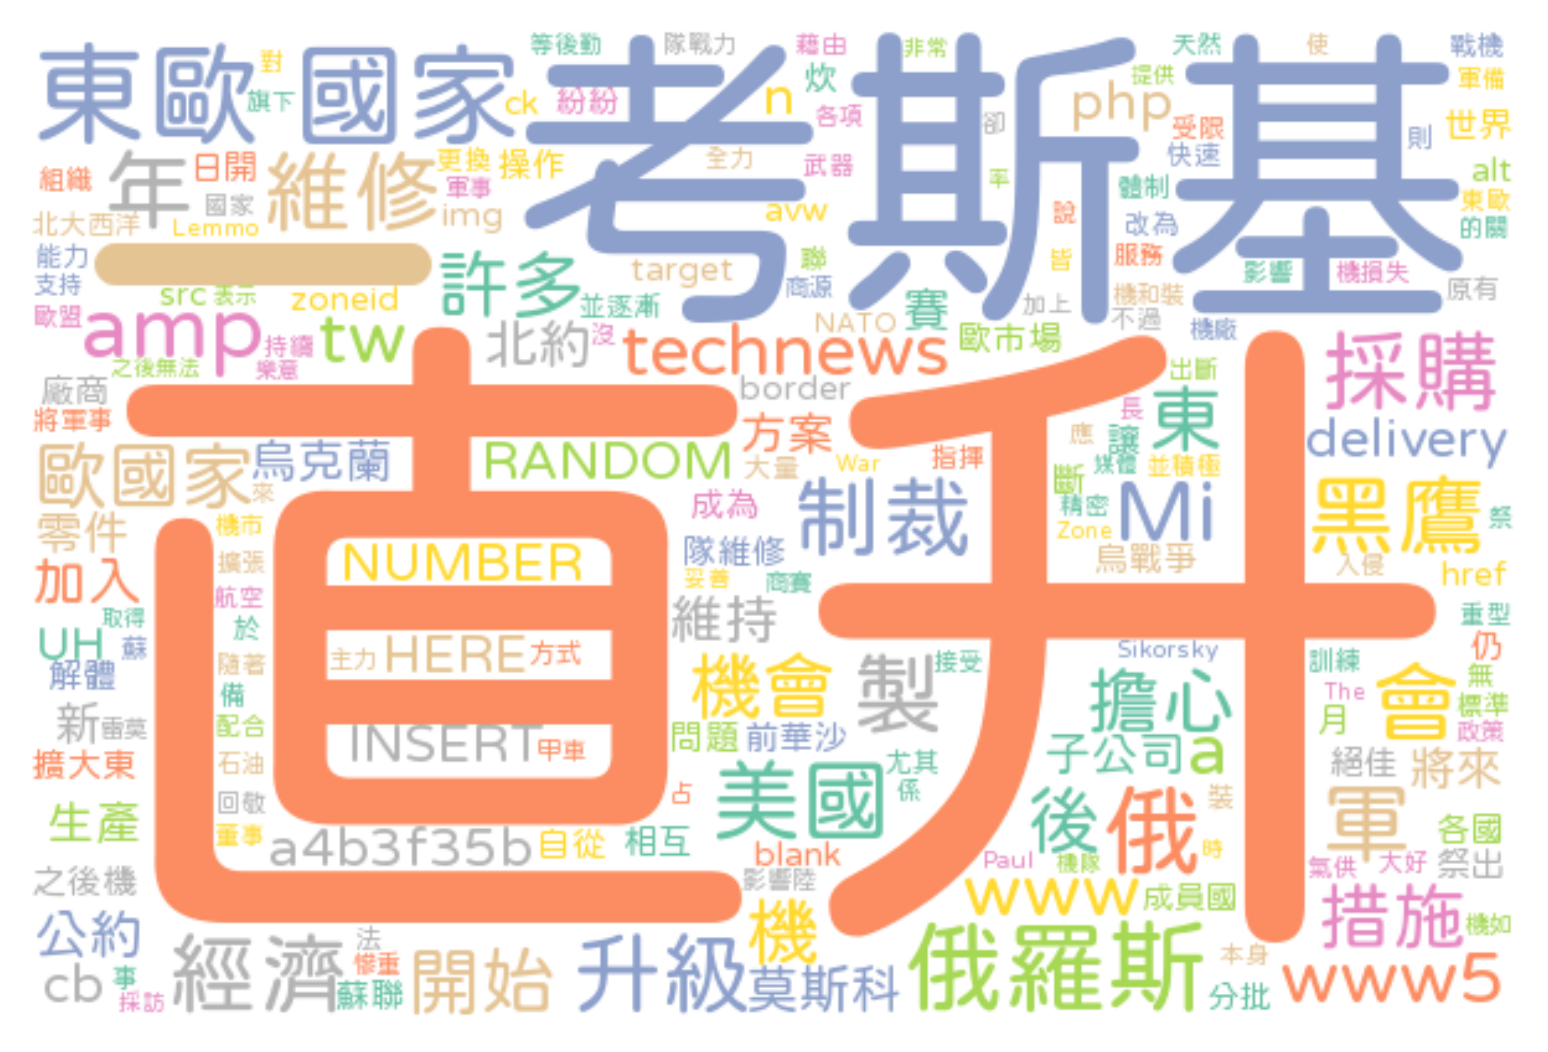 東歐國家
對
旗下
等後勤
ck
紛紛
隊戰力
藉由
n
炊
各項
非常
卻
考斯基
php
提供
天然
受限
快速
使
則
戰機
軍備
世界
alt
東歐
的關
組織
年
日開
國家
維修
更換
操作
軍事
img
全力
武器
avw
率
說
體制
改為
北大西洋
Lemmo
能力
支持
一
許多
target
聯
商源
皆
服務
影響
機損失
原有
src
表示
zoneid
並逐漸
賽
加上
機和裝
不過
機廠
歐盟
amp
持續
tw
北約
沒
technews
NATO
歐市場
之後無法
樂意
廠商
將軍事
border
方案
出斷
長
東
採購
直升
歐國家
烏克蘭
來
RANDOM
大量
War
指揮
應
讓
媒體
並積極
delivery
零件
機市
成為
制裁
斷
精密
Zone
Mi
黑鷹
祭
加入
擴張
航空
NUMBER
隊維修
妥善
商賽
烏戰爭
入侵
href
取得
UH
蘇
於
維持
重型
仍
解體
隨著
備
主力
HERE
方式
機會
製
接受
Sikorsky
擔心
訓練
The
月
會
無
標準
政策
新
雷莫
配合
INSERT
甲車
問題
前華沙
子公司
a
擴大東
石油
回敬
董事
占
美國
尤其
係
絕佳
將來
生產
a4b3f35b
自從
相互
blank
後
俄
裝
時
軍
各國
祭出
之後機
影響陸
Paul
機隊
氣供
大好
公約
法
機
www
成員國
措施
機如
cb
事
採訪
經濟
慘重
蘇聯
開始
升級
莫斯科
俄羅斯
本身
分批
www5